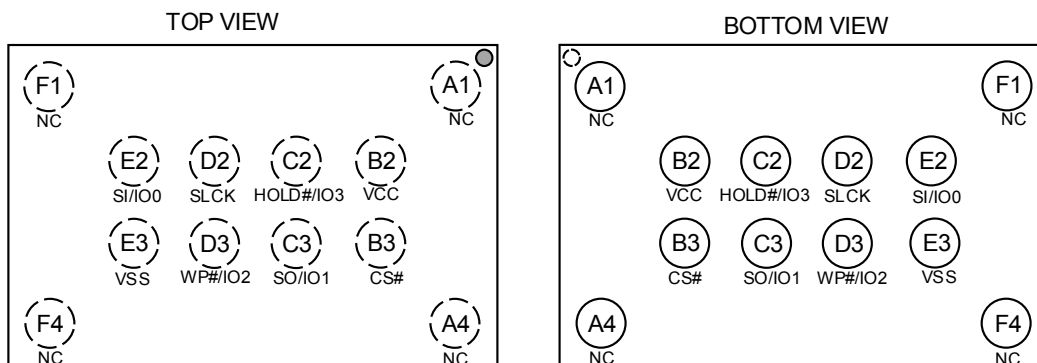 TOP VIEW
F1
A1
NC
NC
E2
D2
C2
B2
SI/IO0
SLCK
HOLD#/IO3
VCC
E3
D3
C3
B3
VSS
WP#/IO2
SO/IO1
CS#
F4
A4
NC
NC
BOTTOM VIEW
A1
F1
NC
NC
B2
C2
D2
E2
VCC
HOLD#/IO3
SLCK
SI/IO0
B3
C3
D3
E3
CS#
SO/IO1
WP#/IO2
VSS
A4
F4
NC
NC